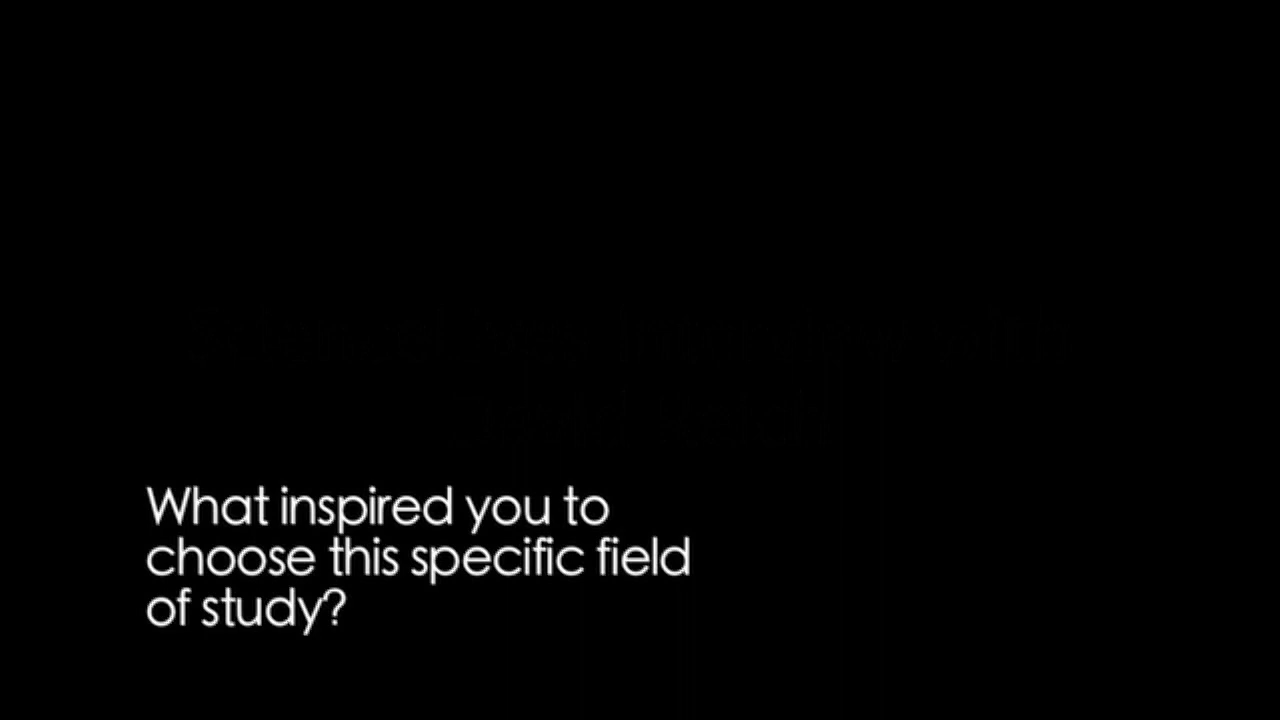 What inspired you to
choose this specific field
of study?